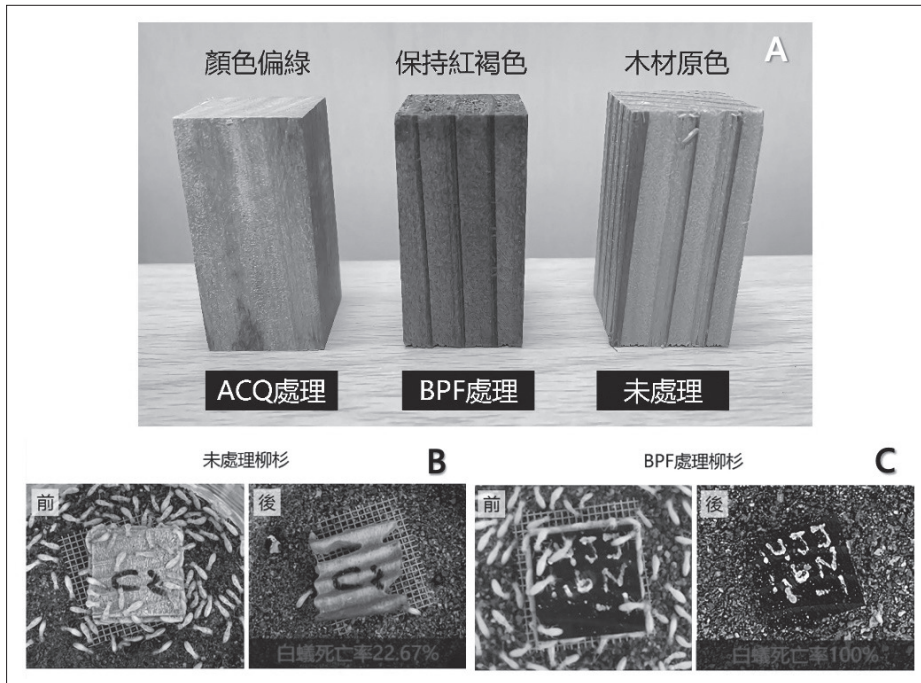 顏色偏綠 保持紅褐色 木材原色 A
ACQ處理 BPF處理 未處理
未處理柳杉 B
前 後
白蟻死亡率22.67%
BPF處理柳杉 C
前 後
白蟻死亡率100%